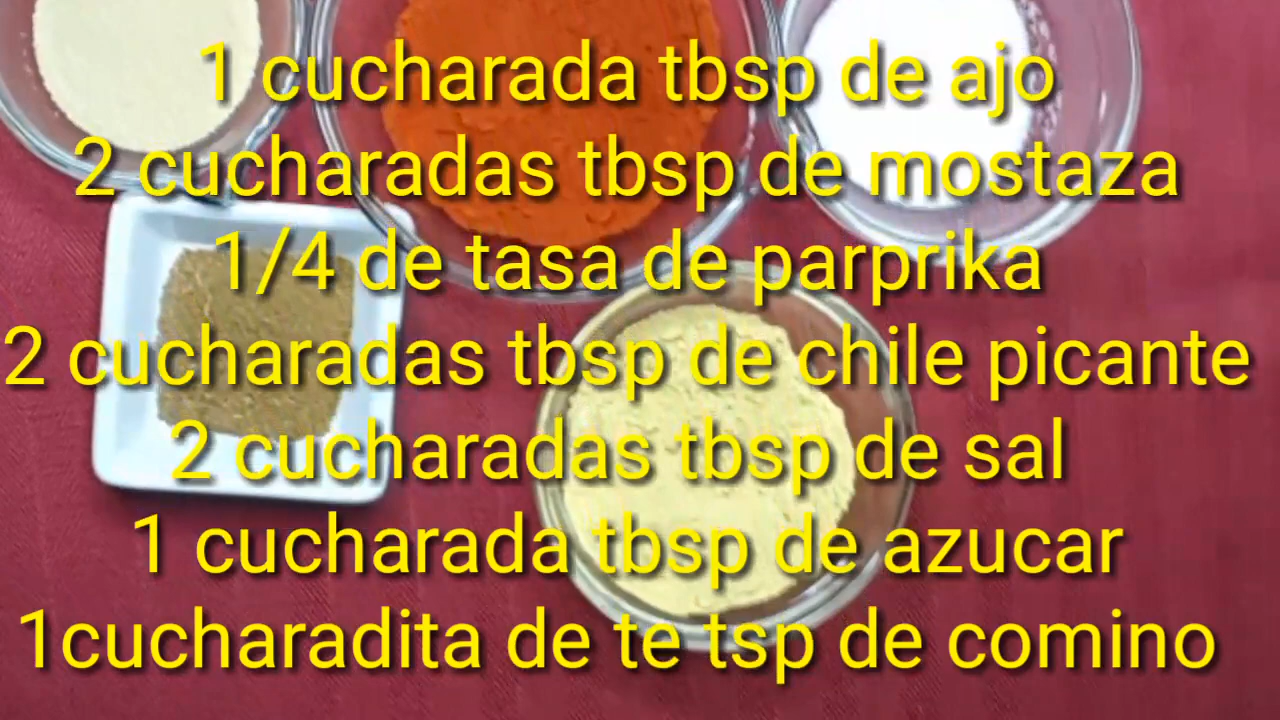 1 cucharada tbsp de ajo
2 cucharadas tbsp de mostaza
1/4 de tasa de parprika
2 cucharadas tbsp de chile picante
2 cucharadas tbsp de sal
1 cucharada tbsp de azucar
1cucharadita de te tsp de comino